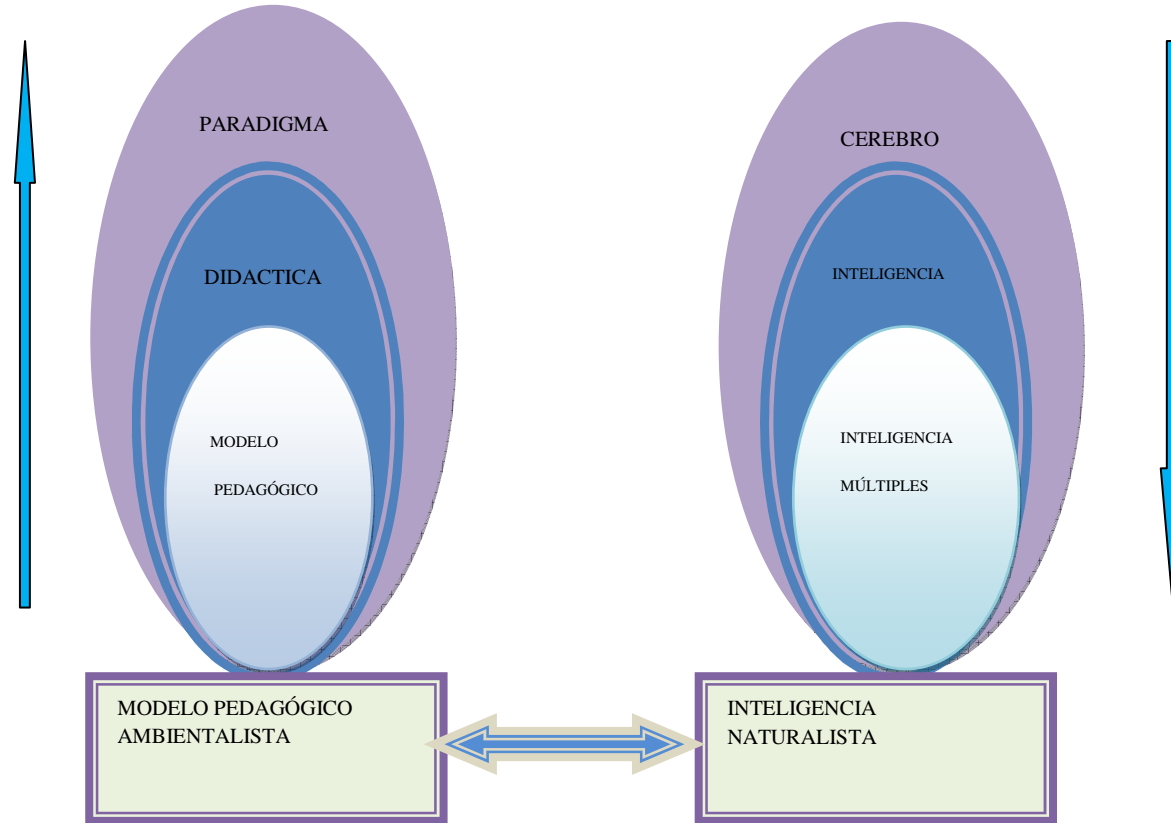 PARADIGMA
DIDACTICA
MODELO
PEDAGÓGICO
MODELO PEDAGÓGICO
AMBIENTALISTA
CEREBRO
INTELIGENCIA
INTELIGENCIA
MÚLTIPLES
INTELIGENCIA
NATURALISTA